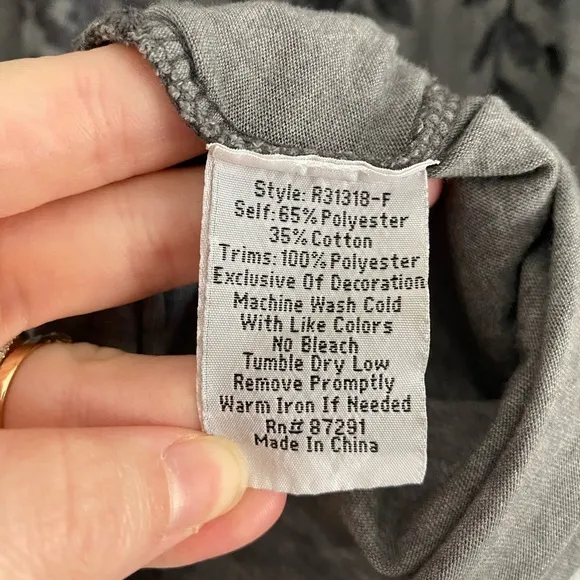 Style: R31318-F
Self: 65% Polyester
35% Cotton
Trims: 100% Polyester
Exclusive Of Decoration
Machine Wash Cold
With Like Colors
No Bleach
Tumble Dry Low
Remove Promptly
Warm Iron If Needed
Rn# 87291
Made In China